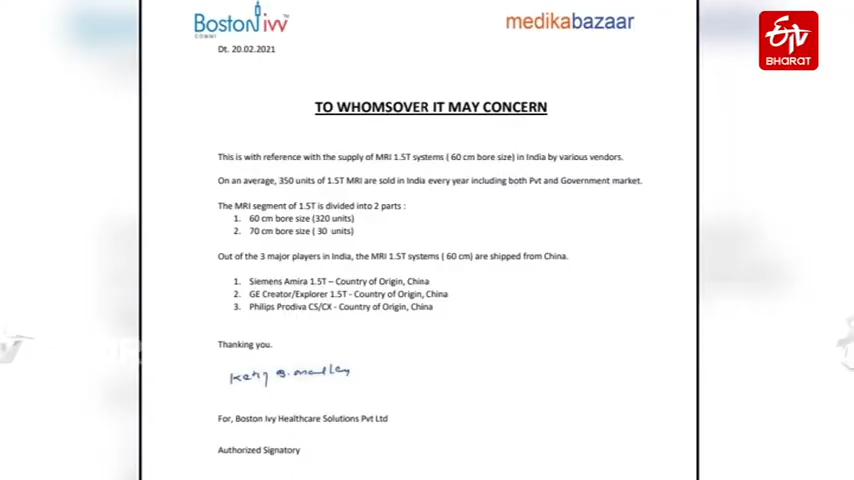 Boston ivy™
COMMI
medikabazaar
ETV
BHARAT
Dt. 20.02.2021
TO WHOMSOVER IT MAY CONCERN
This is with reference with the supply of MRI 1.5T systems ( 60 cm bore size) in India by various vendors.
On an average, 350 units of 1.5T MRI are sold in India every year including both Pvt and Government market.
The MRI segment of 1.5T is divided into 2 parts :
1. 60 cm bore size (320 units)
2. 70 cm bore size ( 30 units)
Out of the 3 major players in India, the MRI 1.5T systems ( 60 cm) are shipped from China.
1. Siemens Amira 1.5T – Country of Origin, China
2. GE Creator/Explorer 1.5T - Country of Origin, China
3. Philips Prodiva CS/CX - Country of Origin, China
Thanking you.
For, Boston Ivy Healthcare Solutions Pvt Ltd
Authorized Signatory